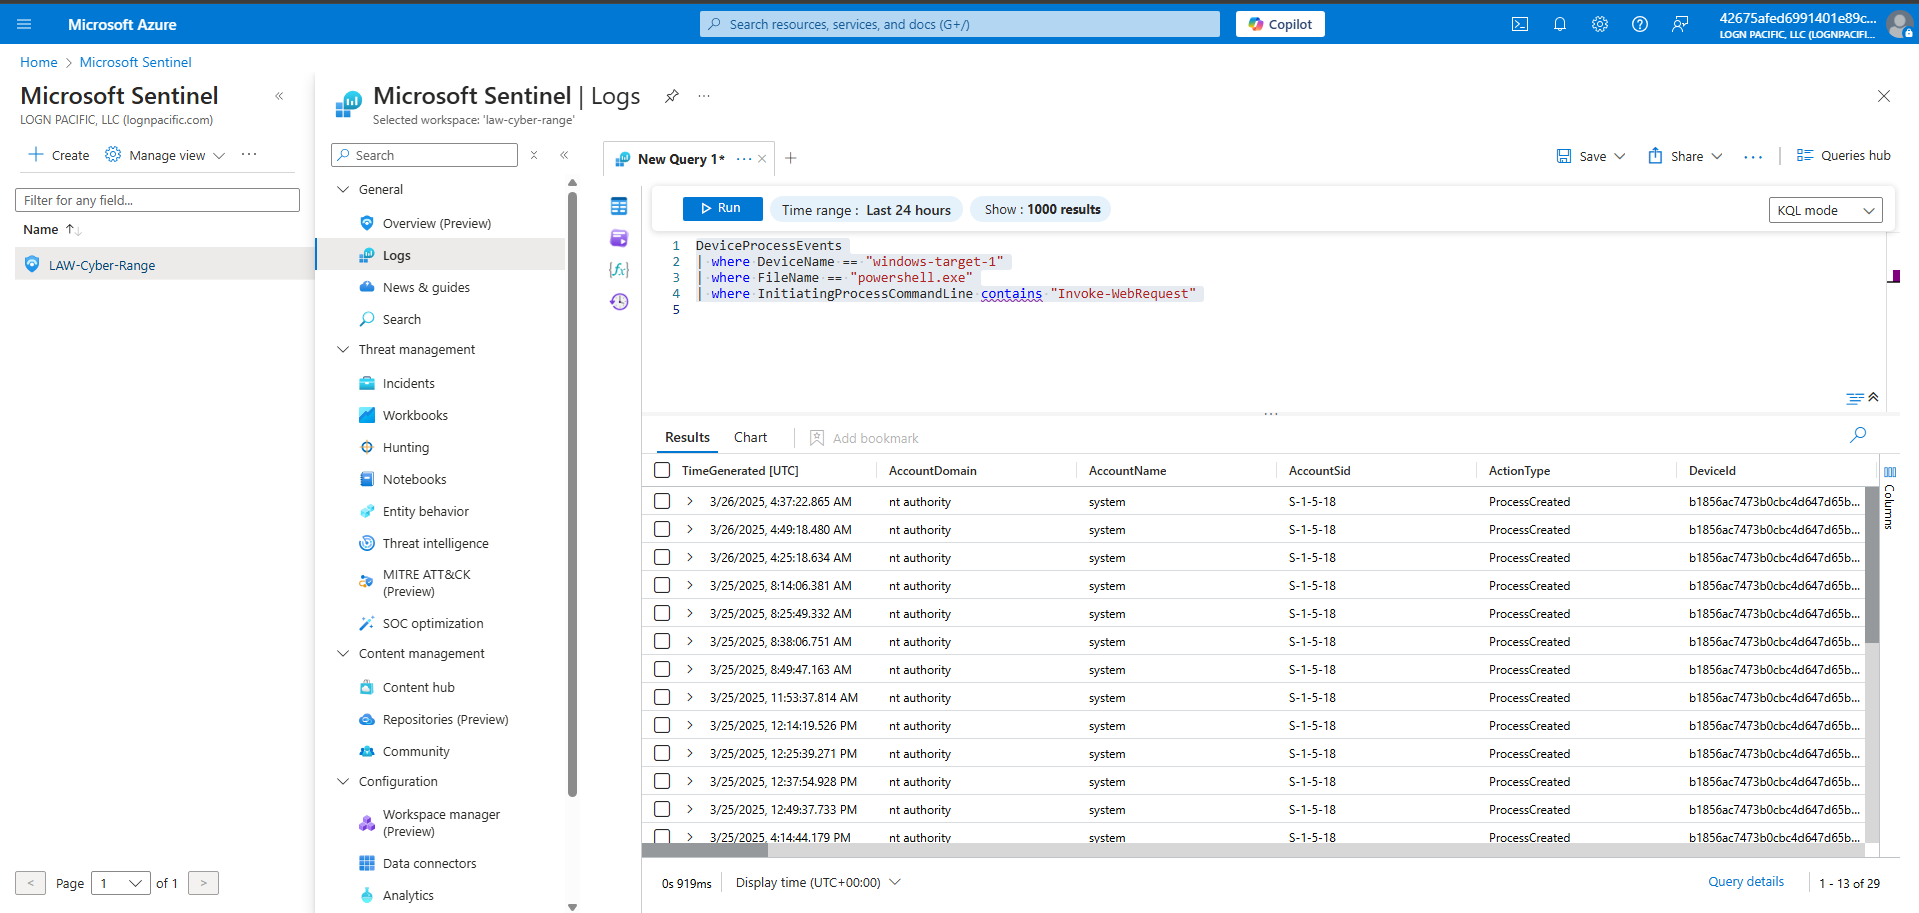 Microsoft Azure
Search resources, services, and docs (G+/)
Copilot
42675afed6991401e89c...
LOGN PACIFIC, LLC (LOGNPACIFI...
Home > Microsoft Sentinel
Microsoft Sentinel
LOGN PACIFIC, LLC (lognpacific.com)
Create
Manage view
Filter for any field...
Name
LAW-Cyber-Range
< Page 1 of 1 >
Microsoft Sentinel | Logs
Selected workspace: 'law-cyber-range'
Search
General
Overview (Preview)
Logs
News & guides
Search
Threat management
Incidents
Workbooks
Hunting
Notebooks
Entity behavior
Threat intelligence
MITRE ATT&CK
(Preview)
SOC optimization
Content management
Content hub
Repositories (Preview)
Community
Configuration
Workspace manager
(Preview)
Data connectors
Analytics
New Query 1*
Save
Share
Queries hub
Run
Time range : Last 24 hours
Show : 1000 results
KQL mode
1 DeviceProcessEvents
2 | where DeviceName == "windows-target-1"
3 | where FileName == "powershell.exe"
4 | where InitiatingProcessCommandLine contains "Invoke-WebRequest"
5
Results
Chart
Add bookmark
TimeGenerated [UTC] AccountDomain AccountName AccountSid ActionType DeviceId
3/26/2025, 4:37:22.865 AM nt authority system S-1-5-18 ProcessCreated b1856ac7473b0cbc4d647d65b...
3/26/2025, 4:49:18.480 AM nt authority system S-1-5-18 ProcessCreated b1856ac7473b0cbc4d647d65b...
3/26/2025, 4:25:18.634 AM nt authority system S-1-5-18 ProcessCreated b1856ac7473b0cbc4d647d65b...
3/25/2025, 8:14:06.381 AM nt authority system S-1-5-18 ProcessCreated b1856ac7473b0cbc4d647d65b...
3/25/2025, 8:25:49.332 AM nt authority system S-1-5-18 ProcessCreated b1856ac7473b0cbc4d647d65b...
3/25/2025, 8:38:06.751 AM nt authority system S-1-5-18 ProcessCreated b1856ac7473b0cbc4d647d65b...
3/25/2025, 8:49:47.163 AM nt authority system S-1-5-18 ProcessCreated b1856ac7473b0cbc4d647d65b...
3/25/2025, 11:53:37.814 AM nt authority system S-1-5-18 ProcessCreated b1856ac7473b0cbc4d647d65b...
3/25/2025, 12:14:19.526 PM nt authority system S-1-5-18 ProcessCreated b1856ac7473b0cbc4d647d65b...
3/25/2025, 12:25:39.271 PM nt authority system S-1-5-18 ProcessCreated b1856ac7473b0cbc4d647d65b...
3/25/2025, 12:37:54.928 PM nt authority system S-1-5-18 ProcessCreated b1856ac7473b0cbc4d647d65b...
3/25/2025, 12:49:37.733 PM nt authority system S-1-5-18 ProcessCreated b1856ac7473b0cbc4d647d65b...
3/25/2025, 4:14:44.179 PM nt authority system S-1-5-18 ProcessCreated b1856ac7473b0cbc4d647d65b...
Columns
0s 919ms
Display time (UTC+00:00)
Query details
1 - 13 of 29